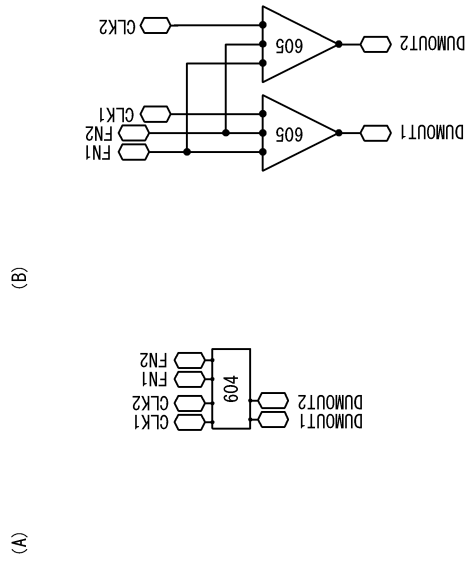 CLK2
605
DUMOUT2
CLK1
FN2
605
DUMOUT1
FN1
(B)
FN2
FN1
604
CLK2
DUMOUT2
CLK1
DUMOUT1
(A)